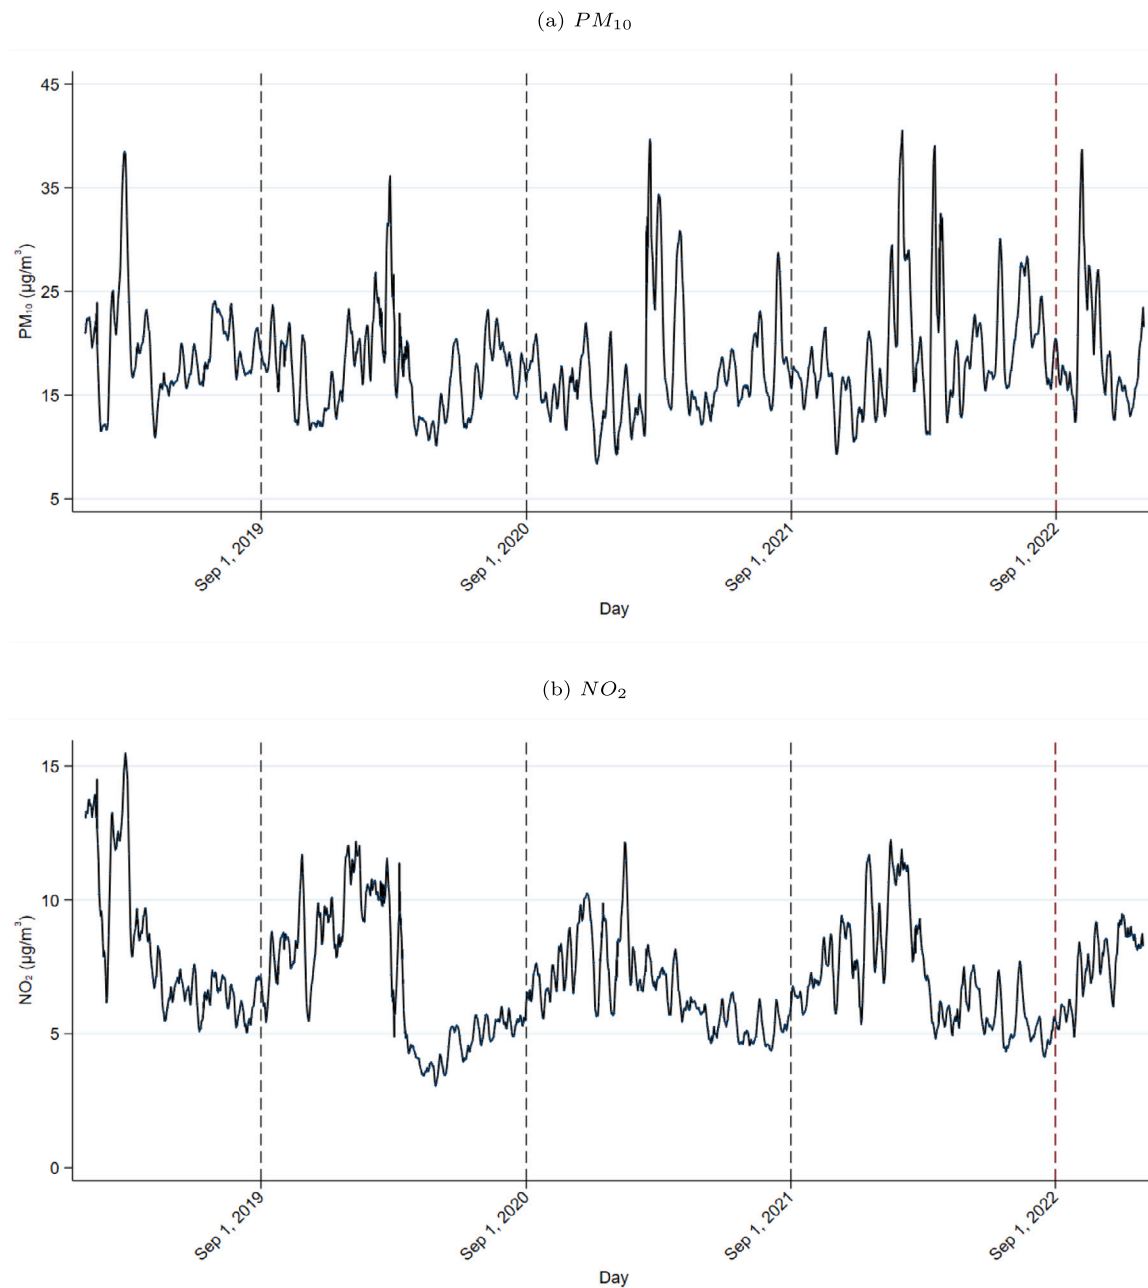 (a) PM₁₀
45
35
25
15
5
PM₁₀ (µg/m³)
Sep 1, 2019
Sep 1, 2020
Sep 1, 2021
Sep 1, 2022
Day
(b) NO₂
15
10
5
0
NO₂ (µg/m³)
Sep 1, 2019
Sep 1, 2020
Sep 1, 2021
Sep 1, 2022
Day